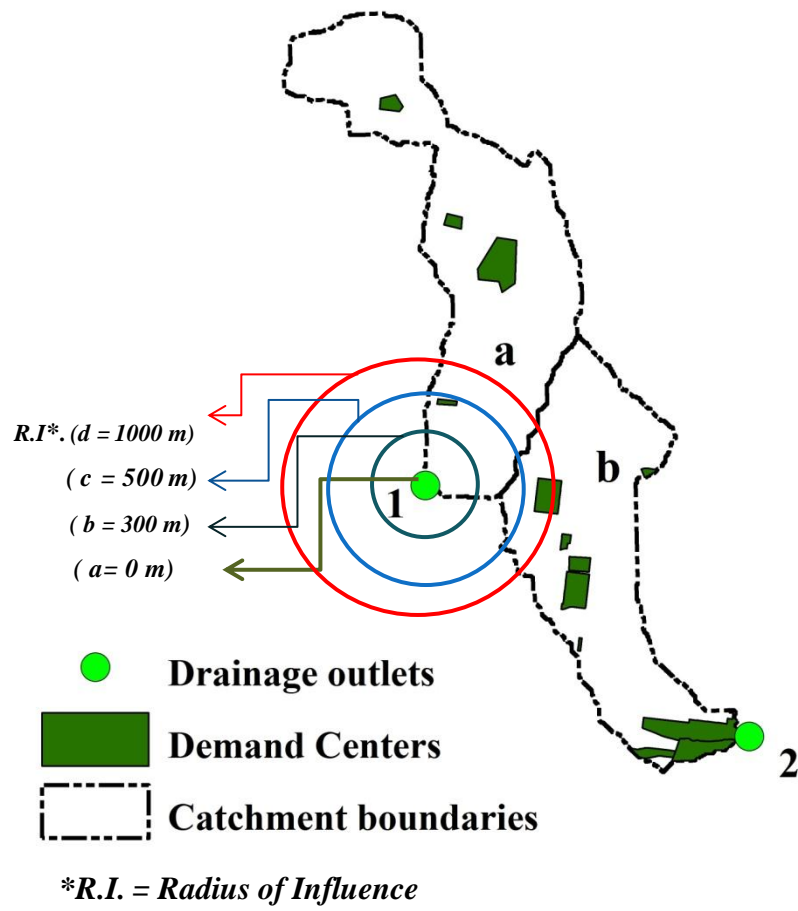 a
R.I*. (d = 1000 m)
b
( c = 500 m)
1
( b= 300 m)
( a= 0 m)
Drainage outlets
Demand Centers
2
Catchment boundaries
*R.I. = Radius of Influence